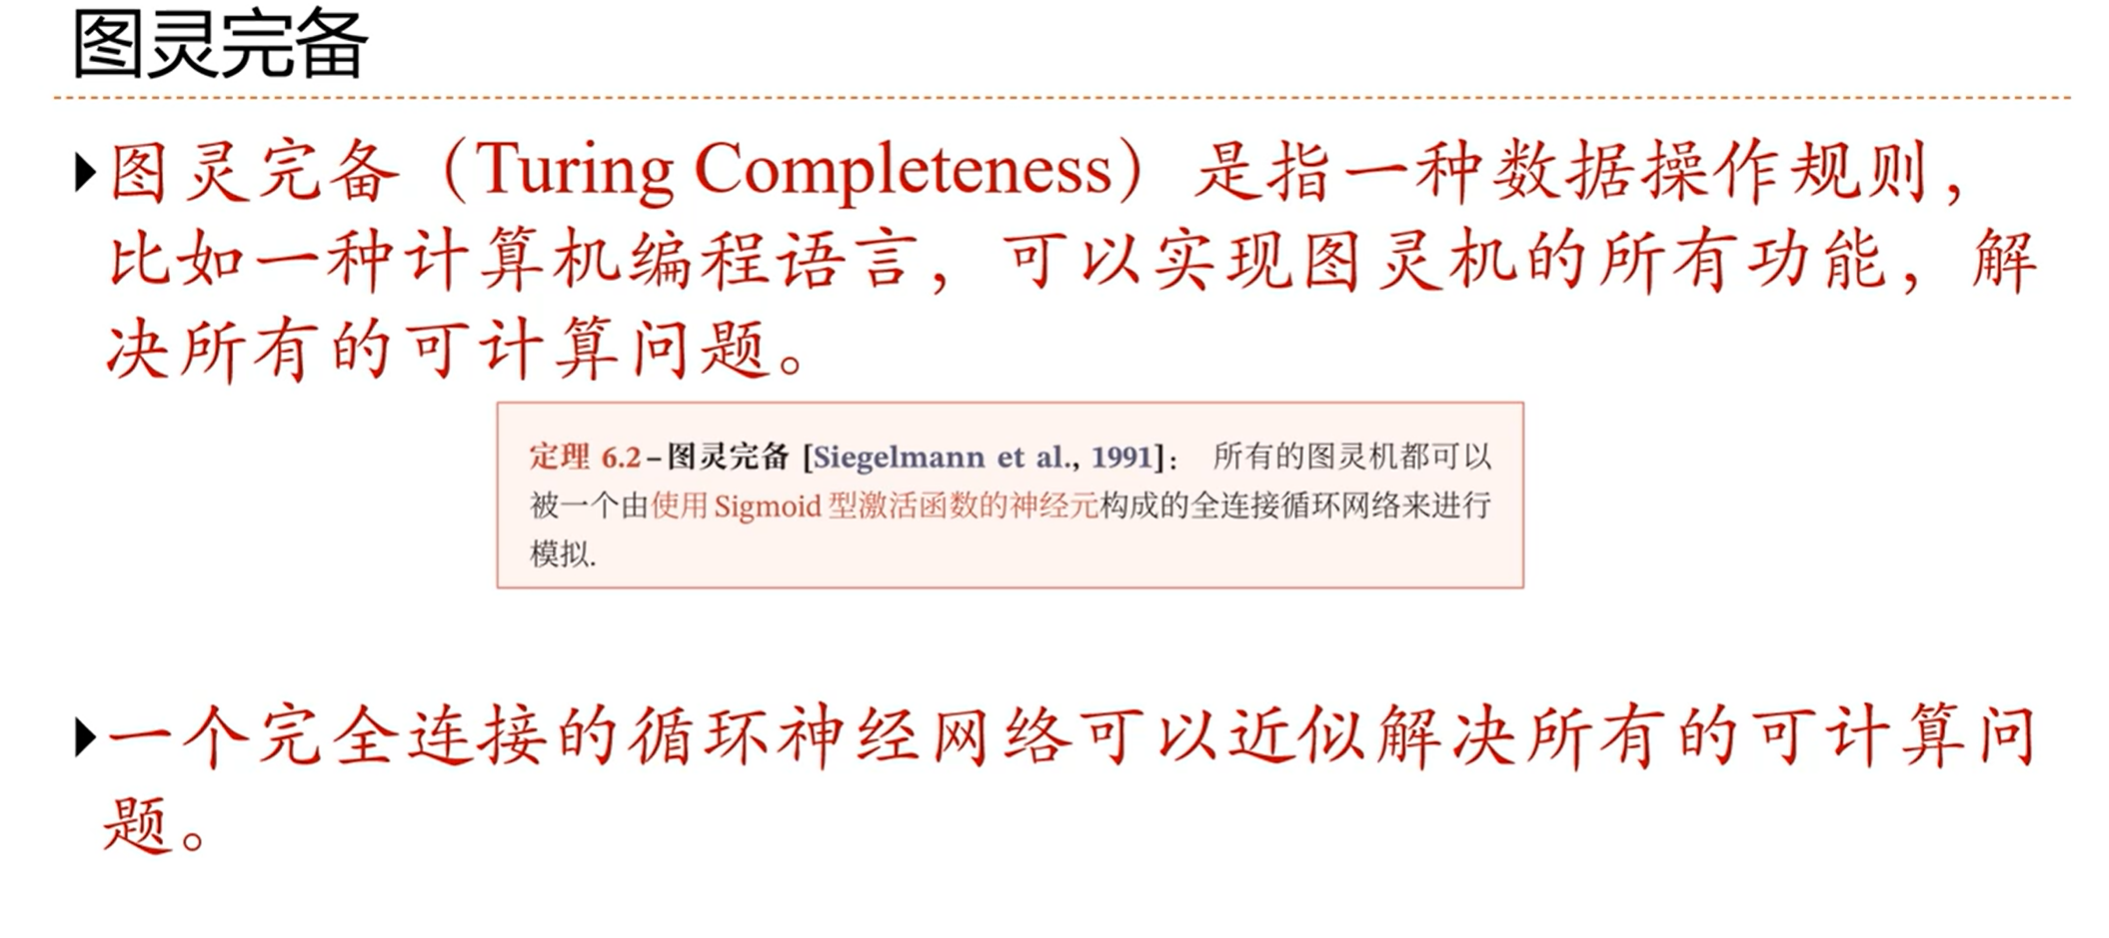 图灵完备
图灵完备（Turing Completeness）是指一种数据操作规则，
比如一种计算机编程语言，可以实现图灵机的所有功能，解
决所有的可计算问题。
定理 6.2–图灵完备 [Siegelmann et al., 1991]： 所有的图灵机都可以
被一个由使用 Sigmoid 型激活函数的神经元构成的全连接循环网络来进行
模拟.
一个完全连接的循环神经网络可以近似解决所有的可计算问
题。